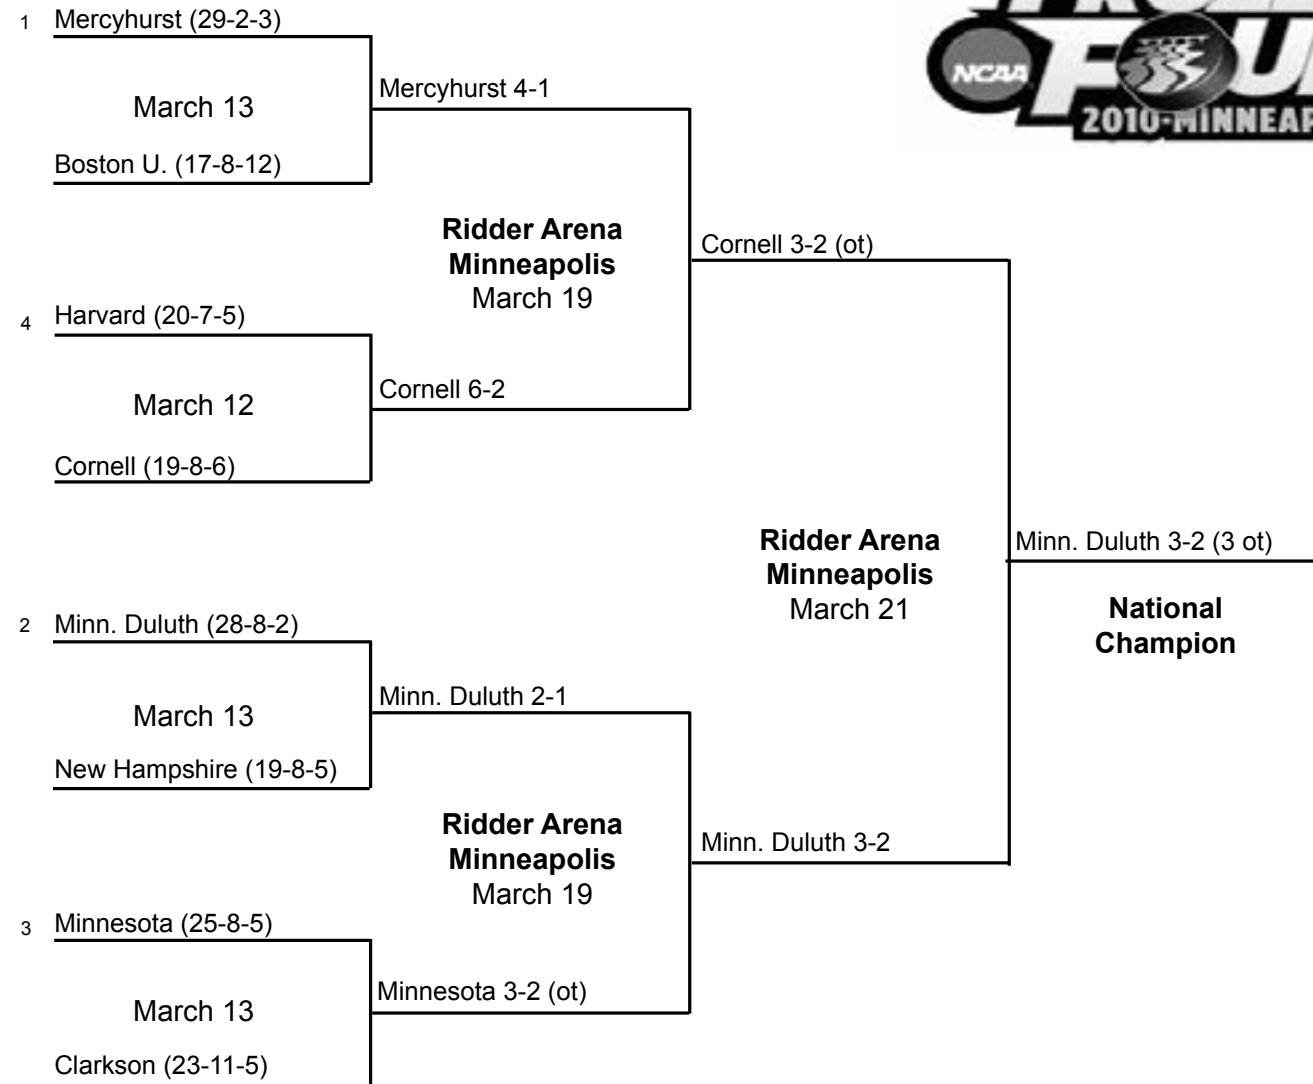 1 Mercyhurst (29-2-3)
March 13
Boston U. (17-8-12)
Mercyhurst 4-1
Ridder Arena
Minneapolis
March 19
4 Harvard (20-7-5)
March 12
Cornell (19-8-6)
Cornell 6-2
Cornell 3-2 (ot)
Ridder Arena
Minneapolis
March 21
Minn. Duluth 3-2 (3 ot)
National
Champion
2 Minn. Duluth (28-8-2)
March 13
New Hampshire (19-8-5)
Minn. Duluth 2-1
Ridder Arena
Minneapolis
March 19
Minn. Duluth 3-2
3 Minnesota (25-8-5)
March 13
Clarkson (23-11-5)
Minnesota 3-2 (ot)
NCAA
2010